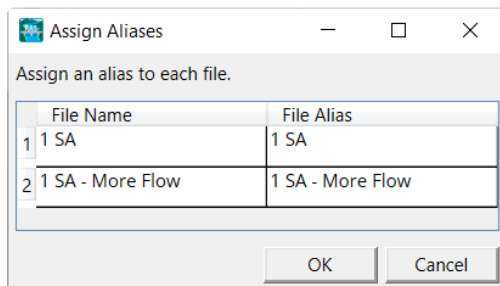 Assign Aliases
Assign an alias to each file.
File Name File Alias
1 1 SA 1 SA
2 1 SA - More Flow 1 SA - More Flow
OK Cancel